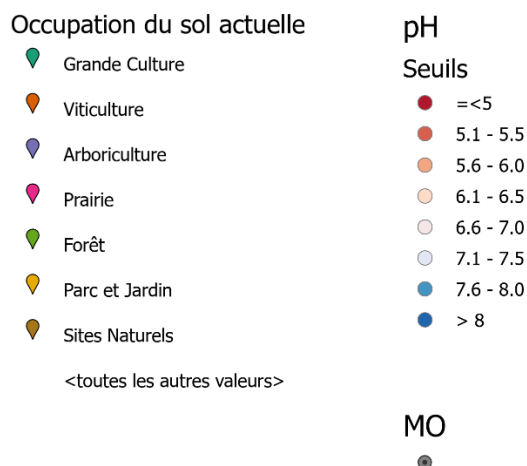 Occupation du sol actuelle
Grande Culture
Viticulture
Arboriculture
Prairie
Forêt
Parc et Jardin
Sites Naturels
<toutes les autres valeurs>
pH
Seuils
=<5
5.1 - 5.5
5.6 - 6.0
6.1 - 6.5
6.6 - 7.0
7.1 - 7.5
7.6 - 8.0
> 8
MO